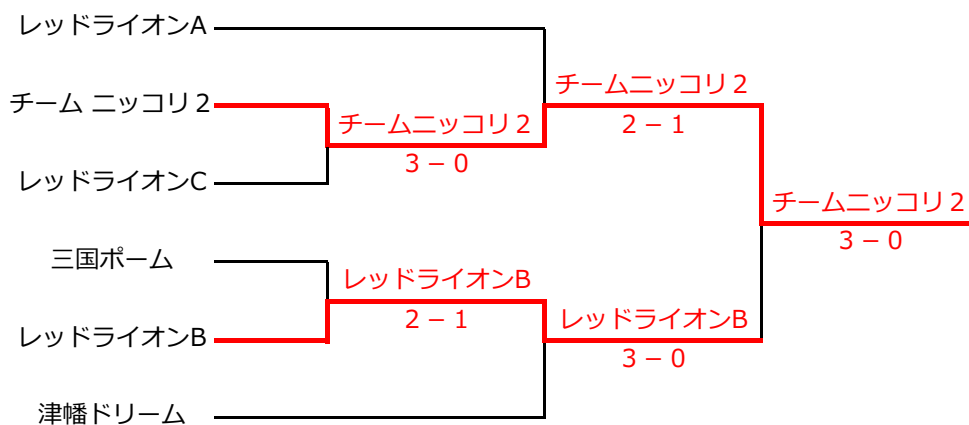 レッドライオンA
チーム ニッコリ２
レッドライオンC
三国ポーム
レッドライオンB
津幡ドリーム
チームニッコリ２
3 − 0
レッドライオンB
2 − 1
チームニッコリ２
2 − 1
レッドライオンB
3 − 0
チームニッコリ２
3 − 0